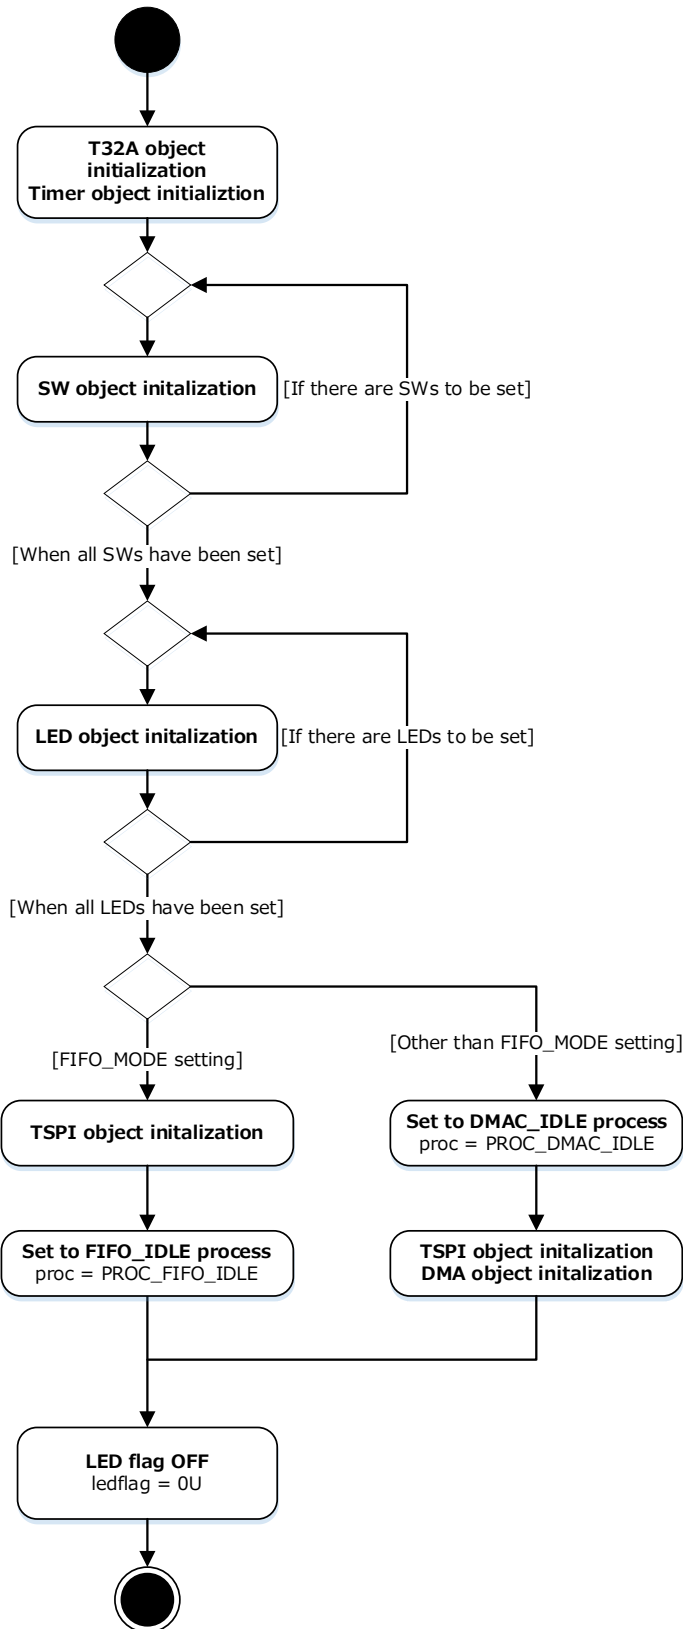 T32A object
initialization
Timer object initializtion
SW object initalization
[If there are SWs to be set]
[When all SWs have been set]
LED object initalization
[If there are LEDs to be set]
[When all LEDs have been set]
[FIFO_MODE setting]
[Other than FIFO_MODE setting]
TSPI object initalization
Set to DMAC_IDLE process
proc = PROC_DMAC_IDLE
Set to FIFO_IDLE process
proc = PROC_FIFO_IDLE
TSPI object initalization
DMA object initalization
LED flag OFF
ledflag = 0U